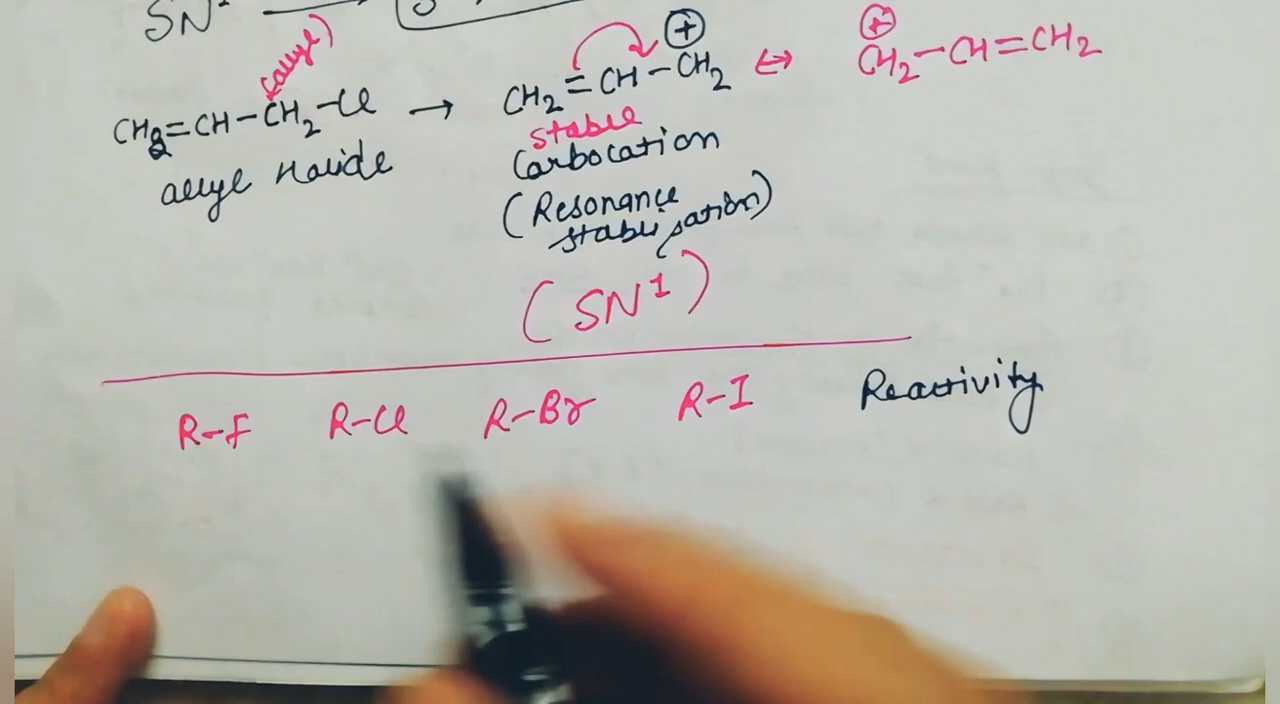 SN
(allyl)
CH2=CH-CH2-Cl → CH2=CH-CH2 ↔ CH2-CH=CH2
⊕ ⊕
allyl Halide
stable
Carbocation
(Resonance
stabilisation)
(SN1)
R-F R-Cl R-Br R-I Reactivity